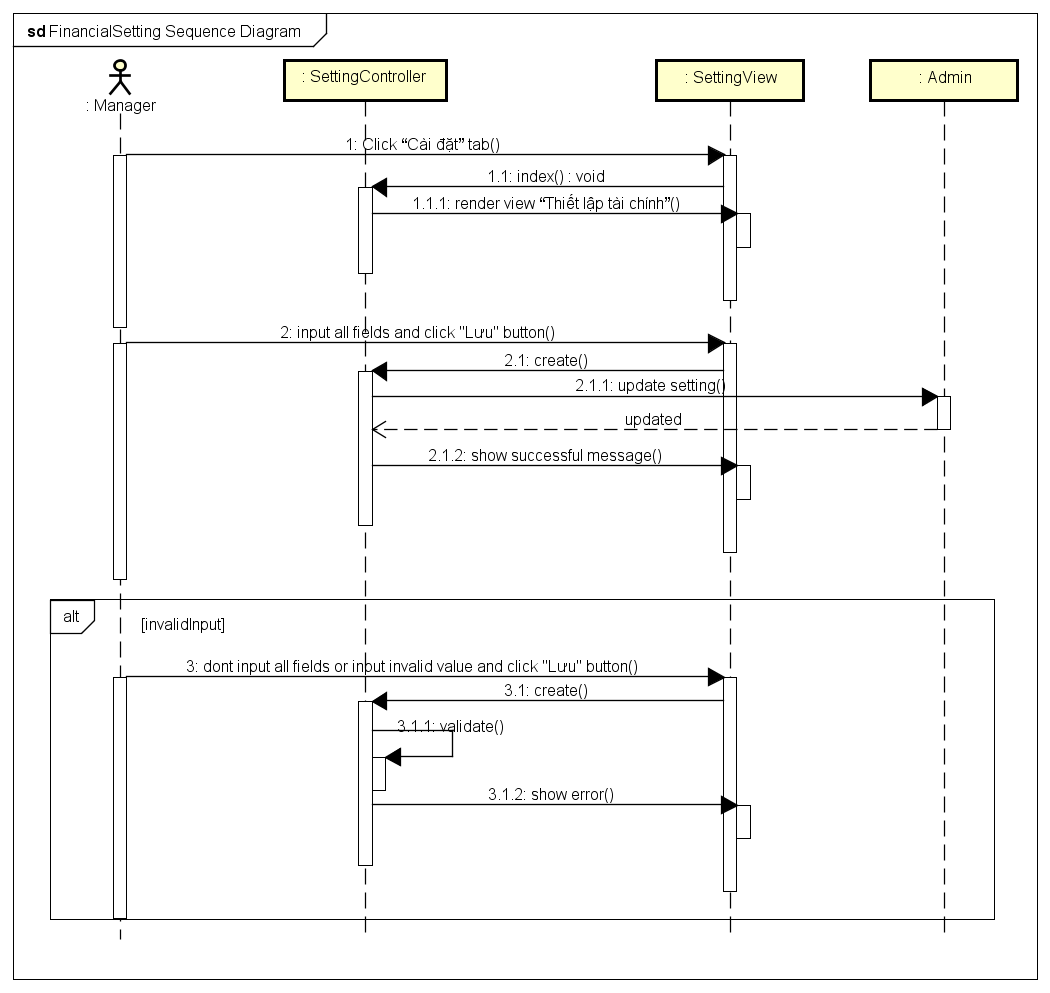 sd FinancialSetting Sequence Diagram
: Manager
: SettingController
: SettingView
: Admin
1: Click “Cài đặt” tab()
1.1: index() : void
1.1.1: render view “Thiết lập tài chính”()
2: input all fields and click "Lưu" button()
2.1: create()
2.1.1: update setting()
updated
2.1.2: show successful message()
alt
[invalidInput]
3: dont input all fields or input invalid value and click "Lưu" button()
3.1: create()
3.1.1: validate()
3.1.2: show error()